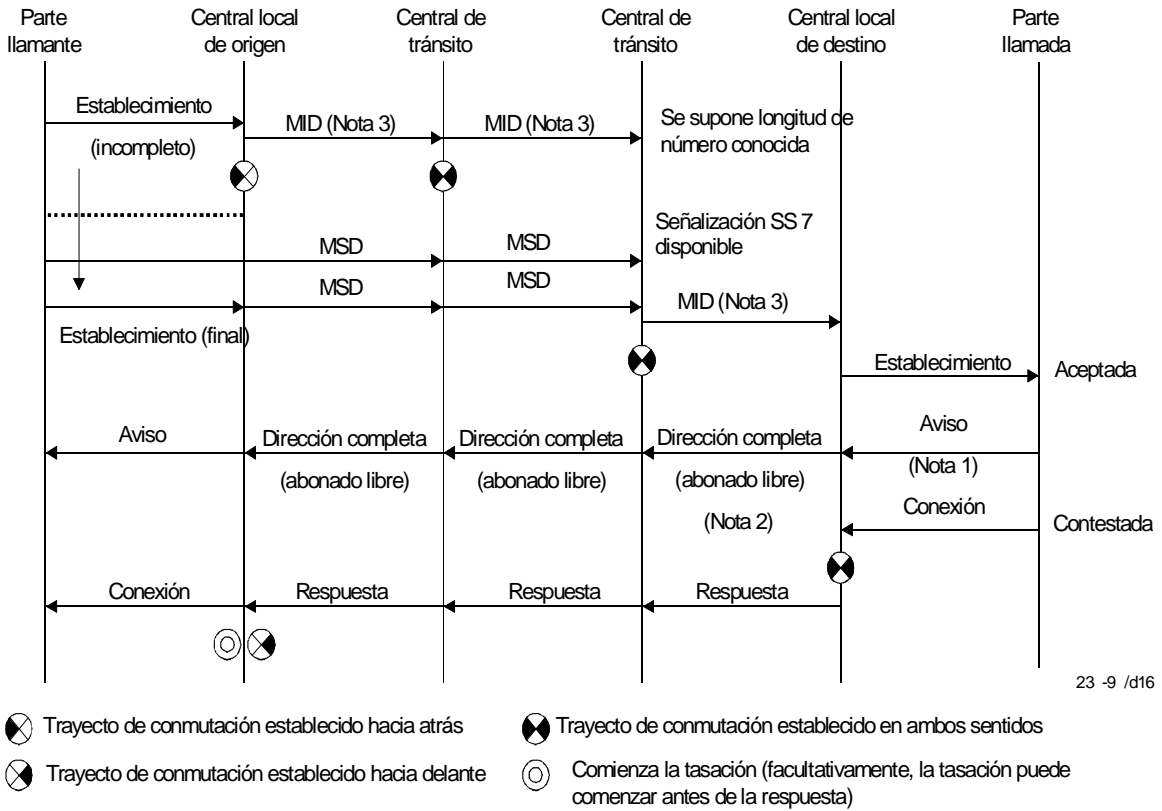 Parte
llamante
Central local
de origen
Central de
tránsito
Central de
tránsito
Central local
de destino
Parte
llamada
Establecimiento
(incompleto)
MID (Nota 3)
MID (Nota 3)
Se supone longitud de
número conocida
Señalización SS 7
disponible
MSD
MSD
MSD
MSD
MID (Nota 3)
Establecimiento (final)
Establecimiento
Aceptada
Aviso
Dirección completa
(abonado libre)
Dirección completa
(abonado libre)
Dirección completa
(abonado libre)
(Nota 2)
Aviso
(Nota 1)
Conexión
Contestada
Conexión
Respuesta
Respuesta
Respuesta
23 -9 /d16
Trayecto de conmutación establecido hacia atrás
Trayecto de conmutación establecido en ambos sentidos
Trayecto de conmutación establecido hacia delante
Comienza la tasación (facultativamente, la tasación puede
comenzar antes de la respuesta)